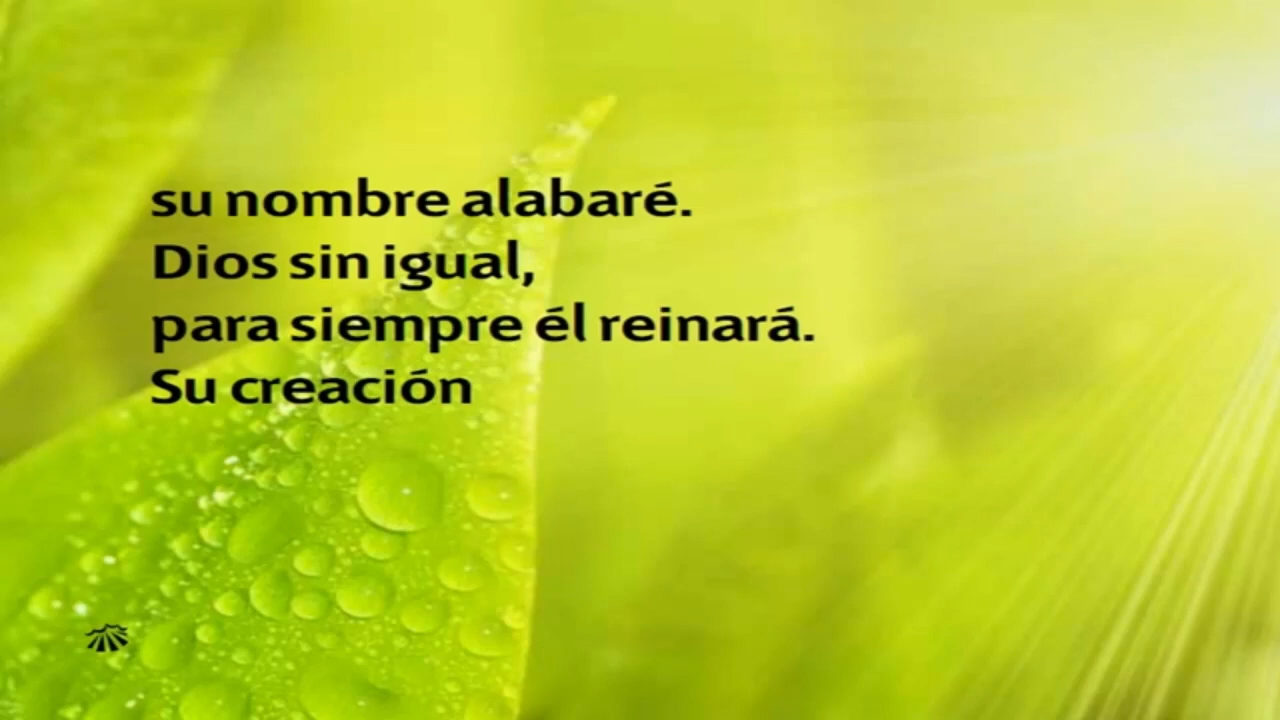 su nombre alabaré.
Dios sin igual,
para siempre él reinará.
Su creación